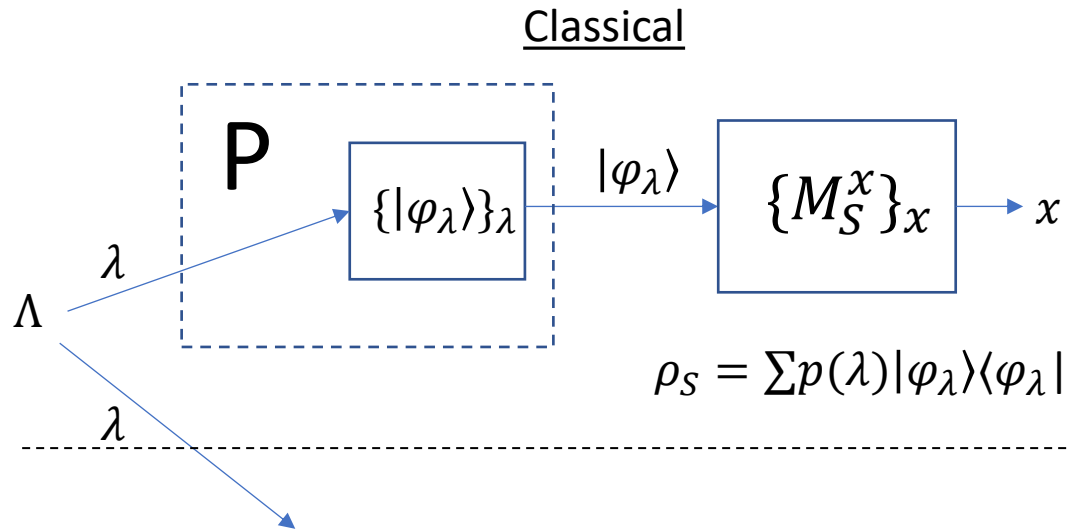 Classical
P
{|φ_λ⟩}_λ
|φ_λ⟩
{M_S^x}_x
x
λ
Λ
ρ_S = ∑p(λ)|φ_λ⟩⟨φ_λ|
λ